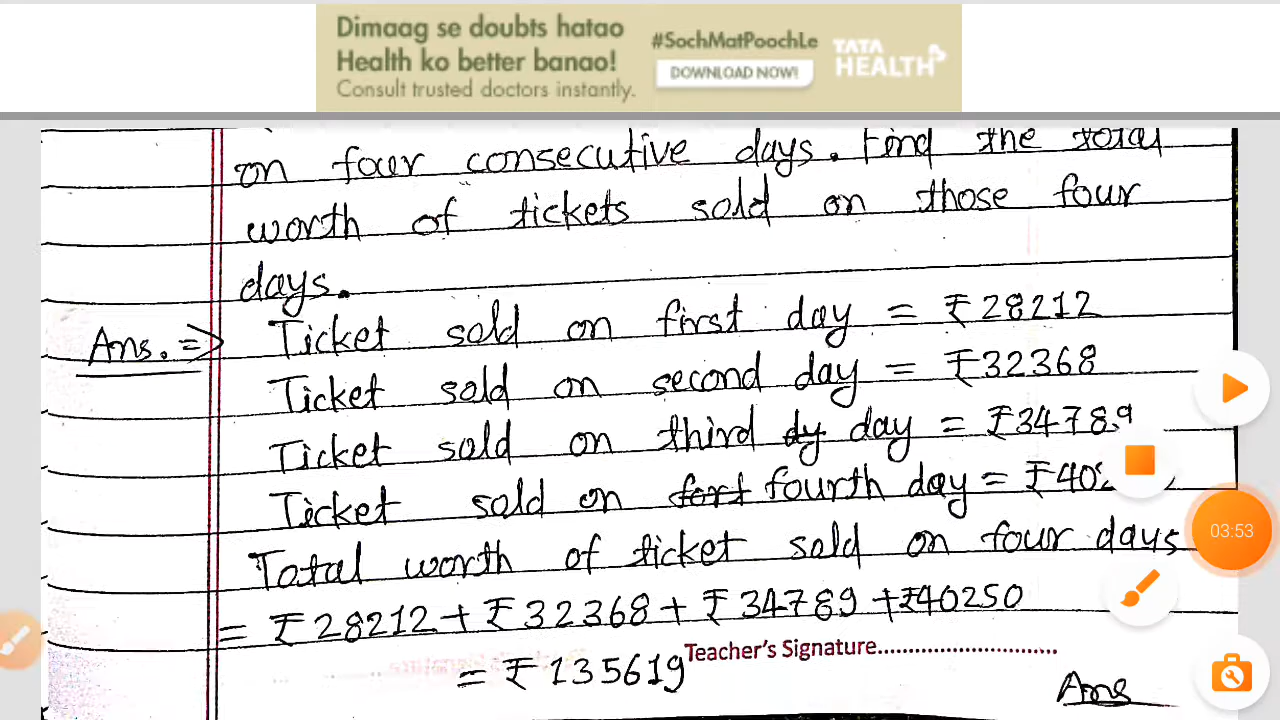 Dimaag se doubts hatao
Health ko better banao!
Consult trusted doctors instantly.
#SochMatPoochLe
DOWNLOAD NOW!
TATA
HEALTH
on four consecutive days. Find the total
worth of tickets sold on those four
days.
Ans. => Ticket sold on first day = ₹28212
Ticket sold on second day = ₹32368
Ticket sold on third dy day = ₹34789
Ticket sold on fort fourth day = ₹40
Total worth of ticket sold on four days
= ₹28212 + ₹32368 + ₹34789 + ₹40250
= ₹135619
Teacher's Signature
Ans
03:53